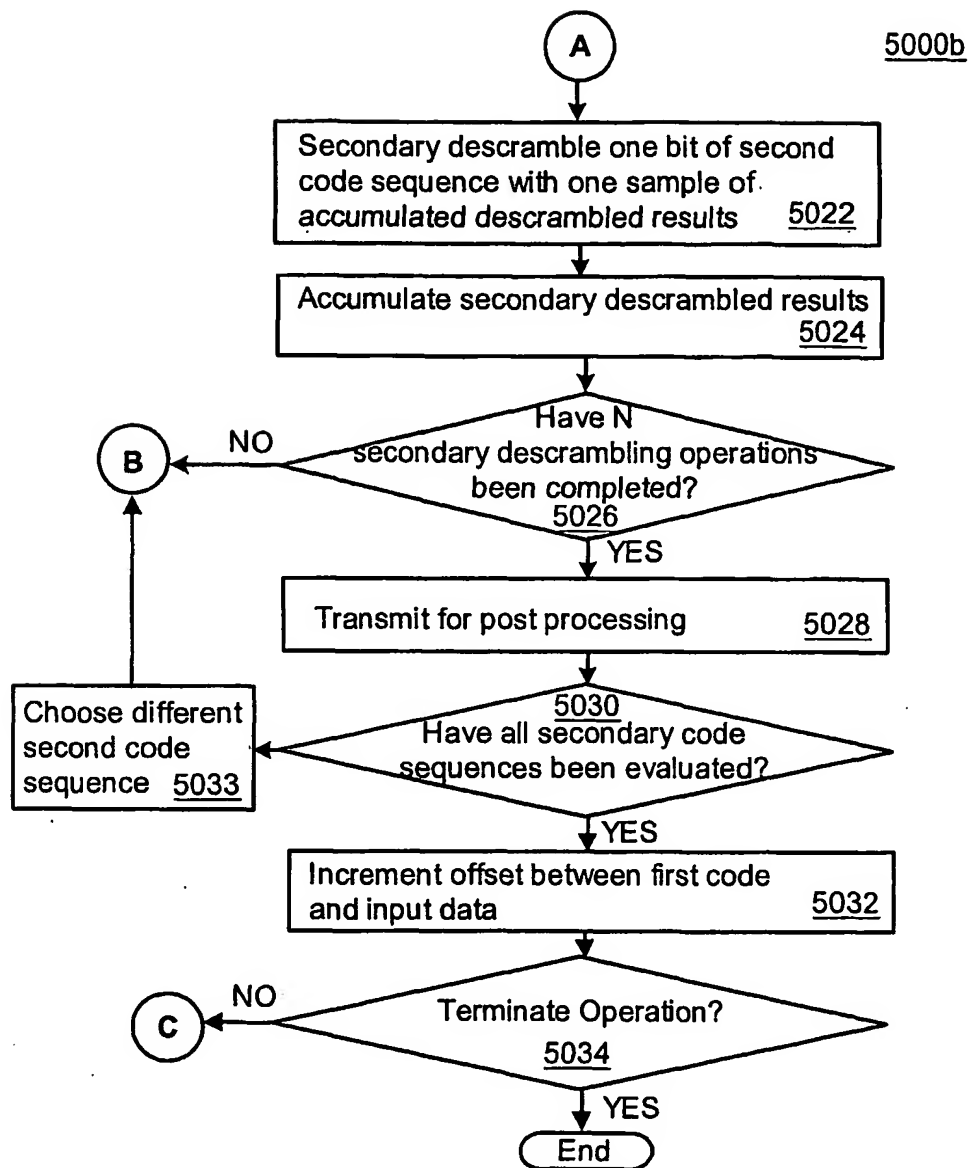 A
5000b
Secondary descramble one bit of second
code sequence with one sample of
accumulated descrambled results 5022
Accumulate secondary descrambled results
5024
Have N
secondary descrambling operations
been completed?
5026
NO
B
YES
Transmit for post processing 5028
5030
Have all secondary code
sequences been evaluated?
Choose different
second code
sequence 5033
YES
Increment offset between first code
and input data 5032
Terminate Operation?
5034
NO
C
YES
End